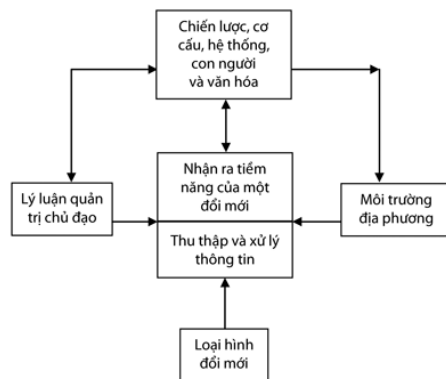 Chiến lược, cơ
cấu, hệ thống,
con người
và văn hóa
Nhận ra tiềm
năng của một
đổi mới
Lý luận quản
trị chủ đạo
Môi trường
địa phương
Thu thập và xử lý
thông tin
Loại hình
đổi mới